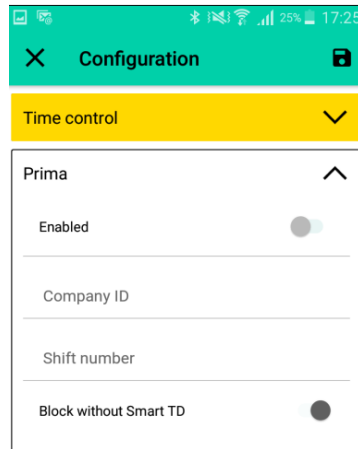 25% 17:25
Configuration
Time control
Prima
Enabled
Company ID
Shift number
Block without Smart TD